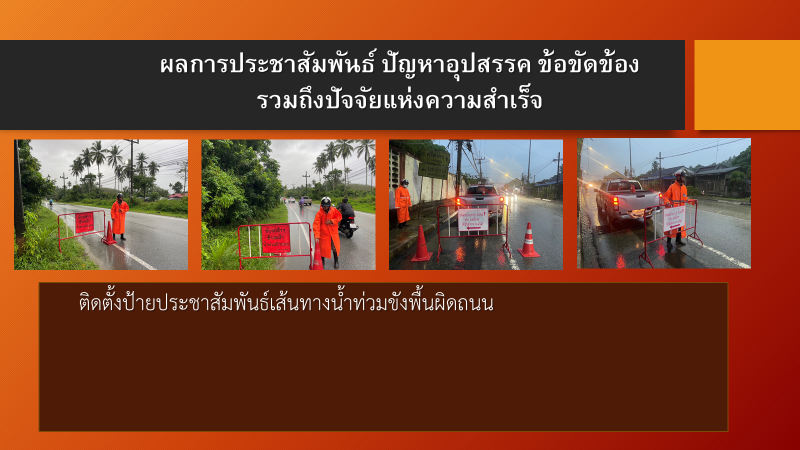 ผลการประชาสัมพันธ์ ปัญหาอุปสรรค ข้อขัดข้อง
รวมถึงปัจจัยแห่งความสำเร็จ
ติดตั้งป้ายประชาสัมพันธ์เส้นทางน้ำท่วมขังพื้นผิดถนน